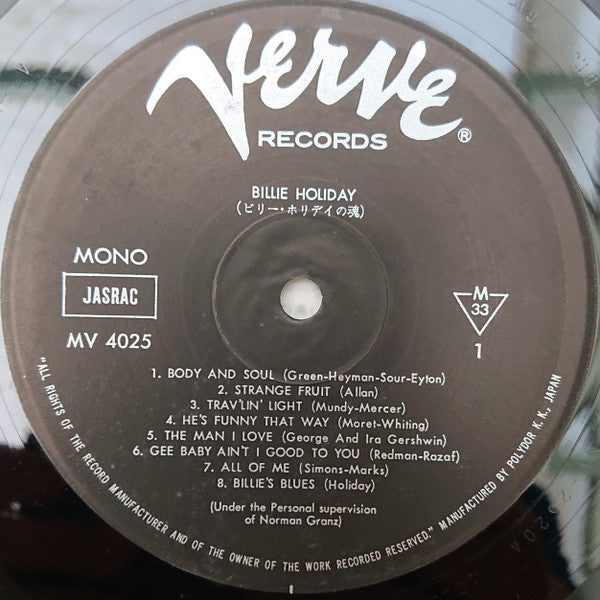 Verve
RECORDS ®
BILLIE HOLIDAY
(ビリー・ホリデイの魂)
MONO
JASRAC
MV 4025
M
33
1
1. BODY AND SOUL (Green-Heyman-Sour-Eyton)
2. STRANGE FRUIT (Allan)
3. TRAV'LIN' LIGHT (Mundy-Mercer)
4. HE'S FUNNY THAT WAY (Moret-Whiting)
5. THE MAN I LOVE (George And Ira Gershwin)
6. GEE BABY AIN'T I GOOD TO YOU (Redman-Razaf)
7. ALL OF ME (Simons-Marks)
8. BILLIE'S BLUES (Holiday)
(Under the Personal supervision
of Norman Granz)
"ALL RIGHTS OF THE RECORD MANUFACTURER AND OF THE OWNER OF THE WORK RECORDED RESERVED." MANUFACTURED BY POLYDOR K. K., JAPAN